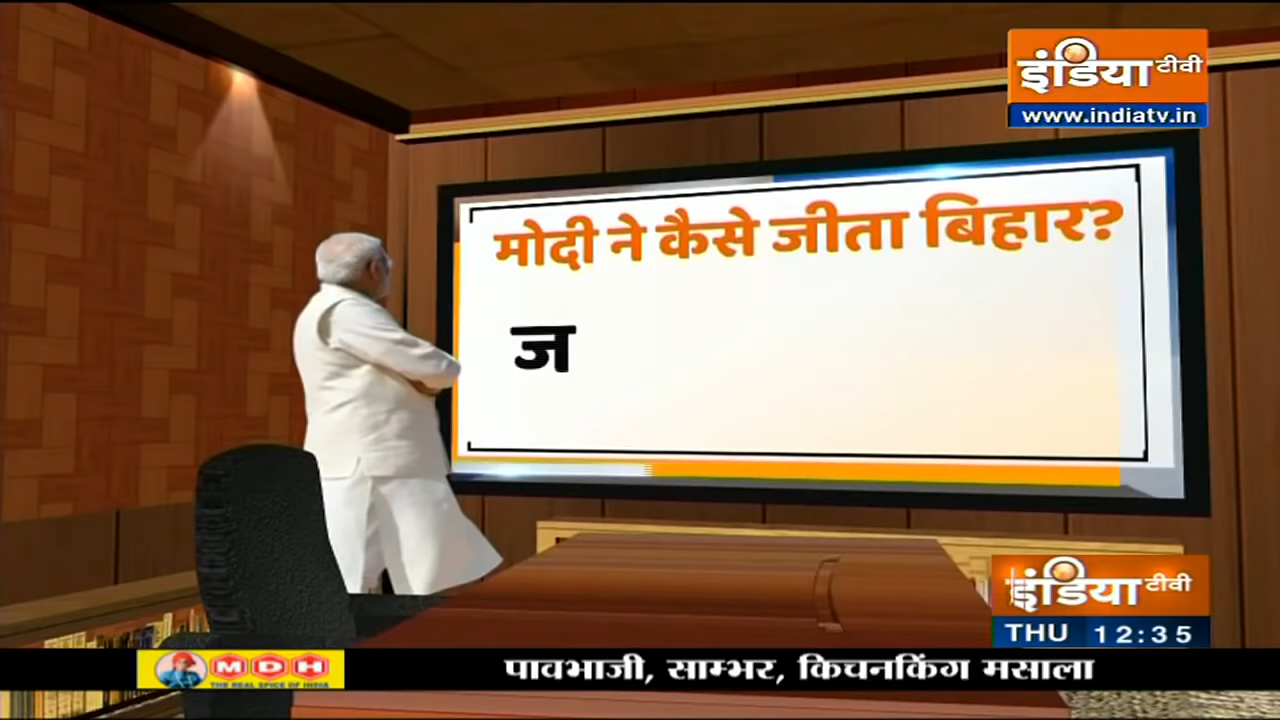 इंडिया टीवी
www.indiatv.in
मोदी ने कैसे जीता बिहार?
ज
इंडिया टीवी
THU 12:35
MDH
THE REAL SPICE OF INDIA
पावभाजी, साम्भर, किचनकिंग मसाला